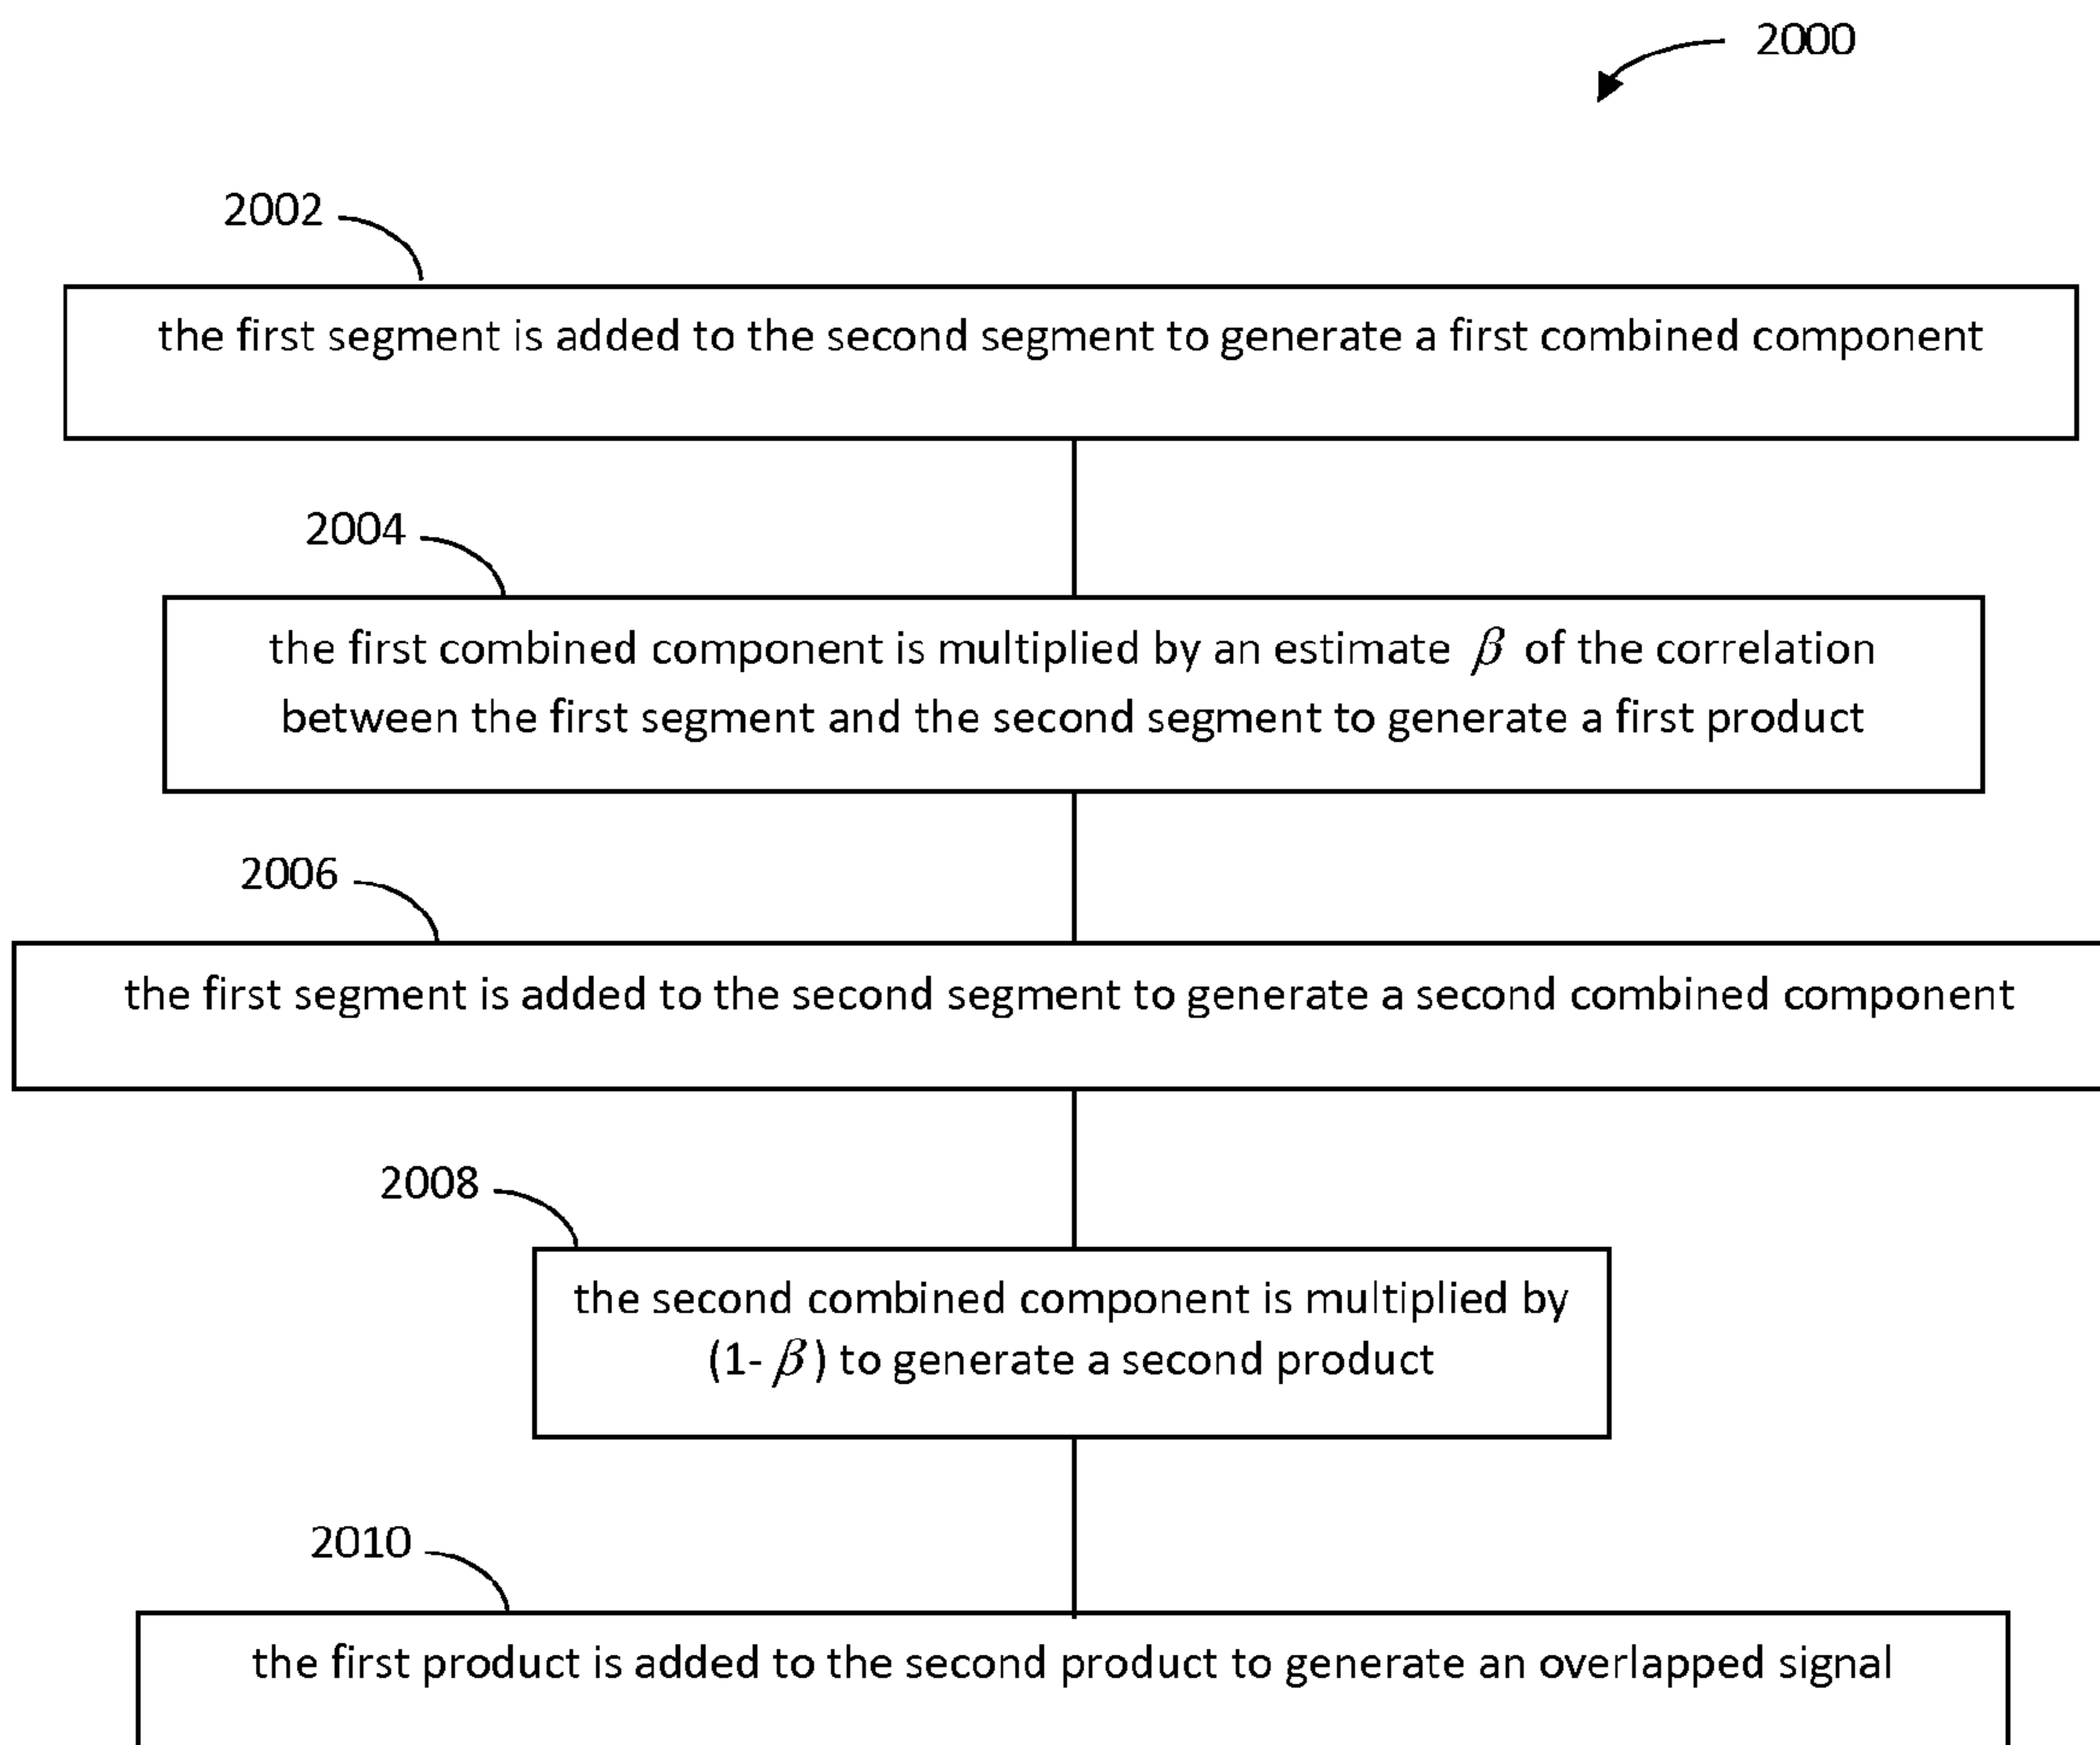 2000
2002
the first segment is added to the second segment to generate a first combined component
2004
the first combined component is multiplied by an estimate β of the correlation
between the first segment and the second segment to generate a first product
2006
the first segment is added to the second segment to generate a second combined component
2008
the second combined component is multiplied by
(1- β) to generate a second product
2010
the first product is added to the second product to generate an overlapped signal